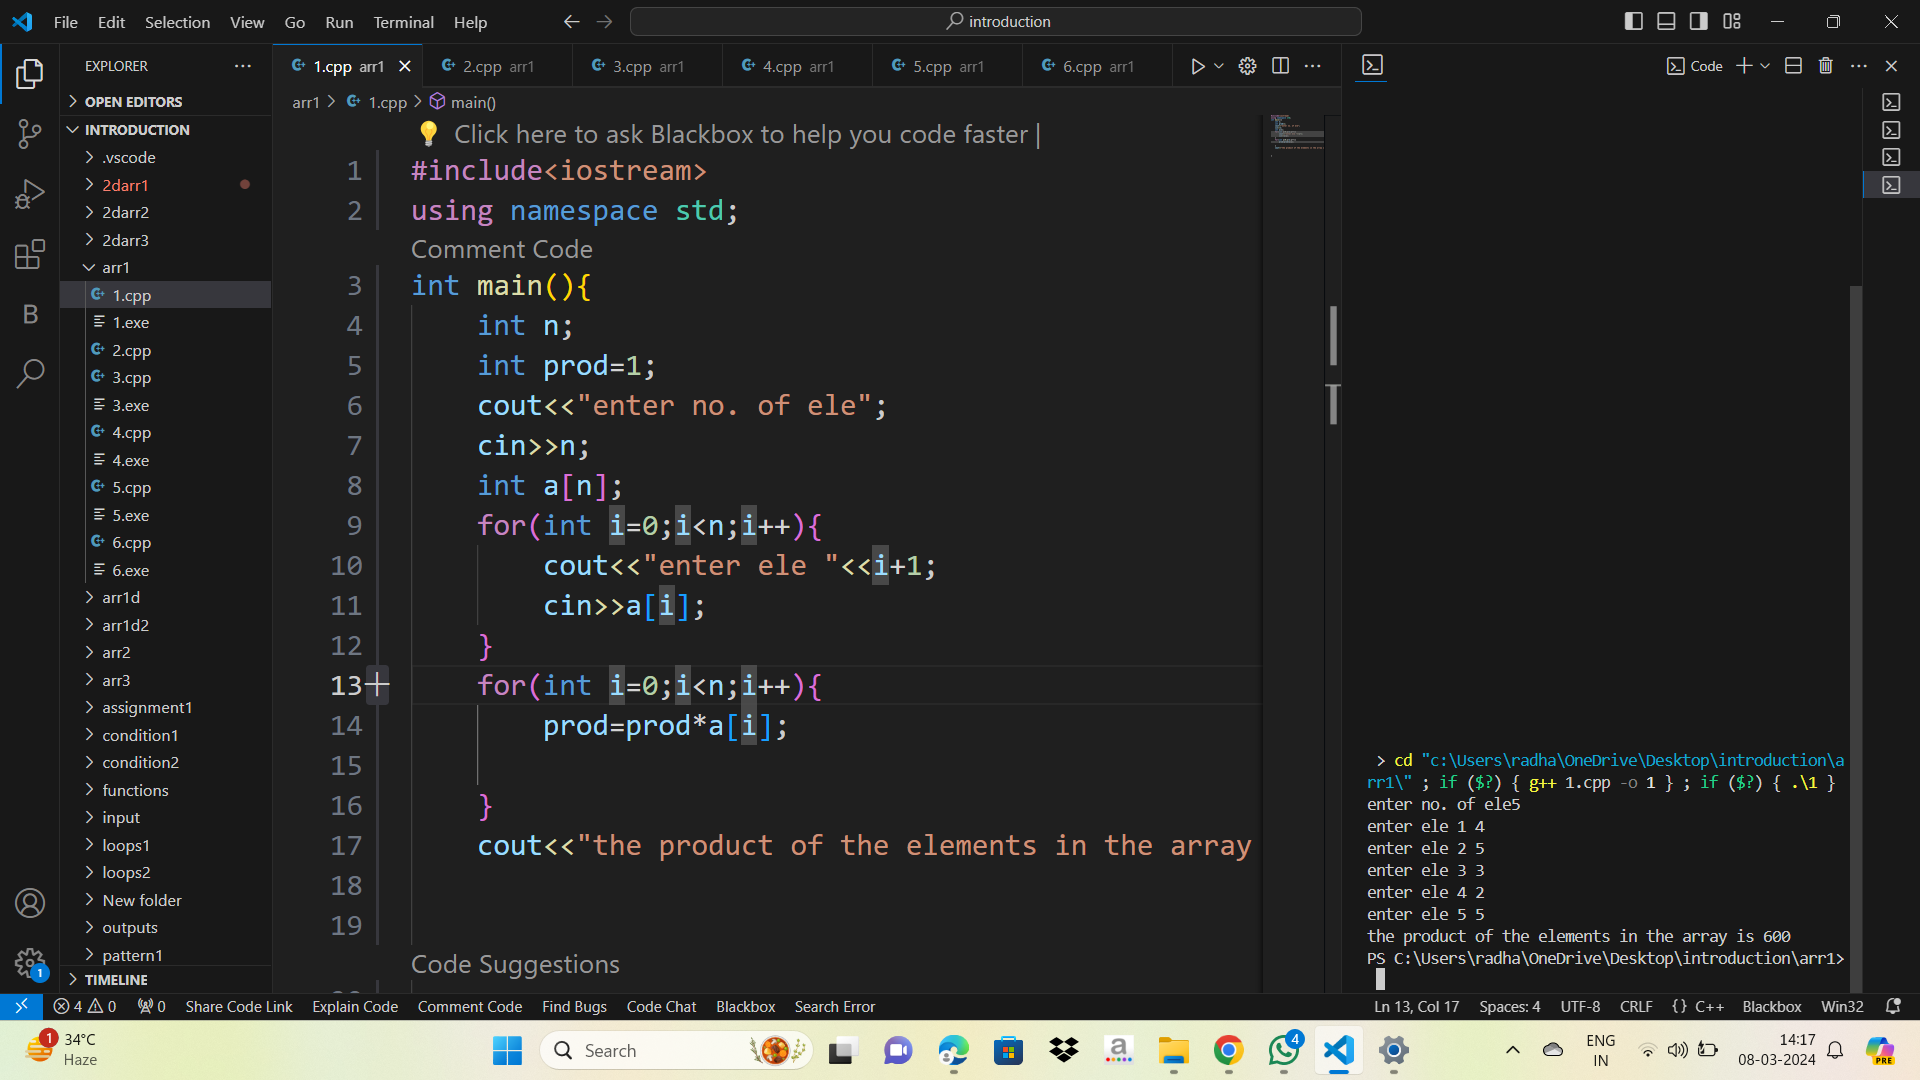 File Edit Selection View Go Run Terminal Help
introduction
EXPLORER
OPEN EDITORS
INTRODUCTION
.vscode
2darr1
2darr2
2darr3
arr1
1.cpp
1.exe
2.cpp
3.cpp
3.exe
4.cpp
4.exe
5.cpp
5.exe
6.cpp
6.exe
arr1d
arr1d2
arr2
arr3
assignment1
condition1
condition2
functions
input
loops1
loops2
New folder
outputs
pattern1
TIMELINE
1.cpp arr1
2.cpp arr1
3.cpp arr1
4.cpp arr1
5.cpp arr1
6.cpp arr1
arr1 > 1.cpp > main()
Click here to ask Blackbox to help you code faster |
1 #include<iostream>
2 using namespace std;
Comment Code
3 int main(){
4 int n;
5 int prod=1;
6 cout<<"enter no. of ele";
7 cin>>n;
8 int a[n];
9 for(int i=0;i<n;i++){
10 cout<<"enter ele "<<i+1;
11 cin>>a[i];
12 }
13 for(int i=0;i<n;i++){
14 prod=prod*a[i];
15
16 }
17 cout<<"the product of the elements in the array
18
19
Code Suggestions
Code
> cd "c:\Users\radha\OneDrive\Desktop\introduction\a
rr1\" ; if ($?) { g++ 1.cpp -o 1 } ; if ($?) { .\1 }
enter no. of ele5
enter ele 1 4
enter ele 2 5
enter ele 3 3
enter ele 4 2
enter ele 5 5
the product of the elements in the array is 600
PS C:\Users\radha\OneDrive\Desktop\introduction\arr1>
1
4 0 0 Share Code Link Explain Code Comment Code Find Bugs Code Chat Blackbox Search Error
Ln 13, Col 17 Spaces: 4 UTF-8 CRLF {} C++ Blackbox Win32
1
34°C
Haze
Search
a
4
ENG
IN
14:17
08-03-2024
PRE